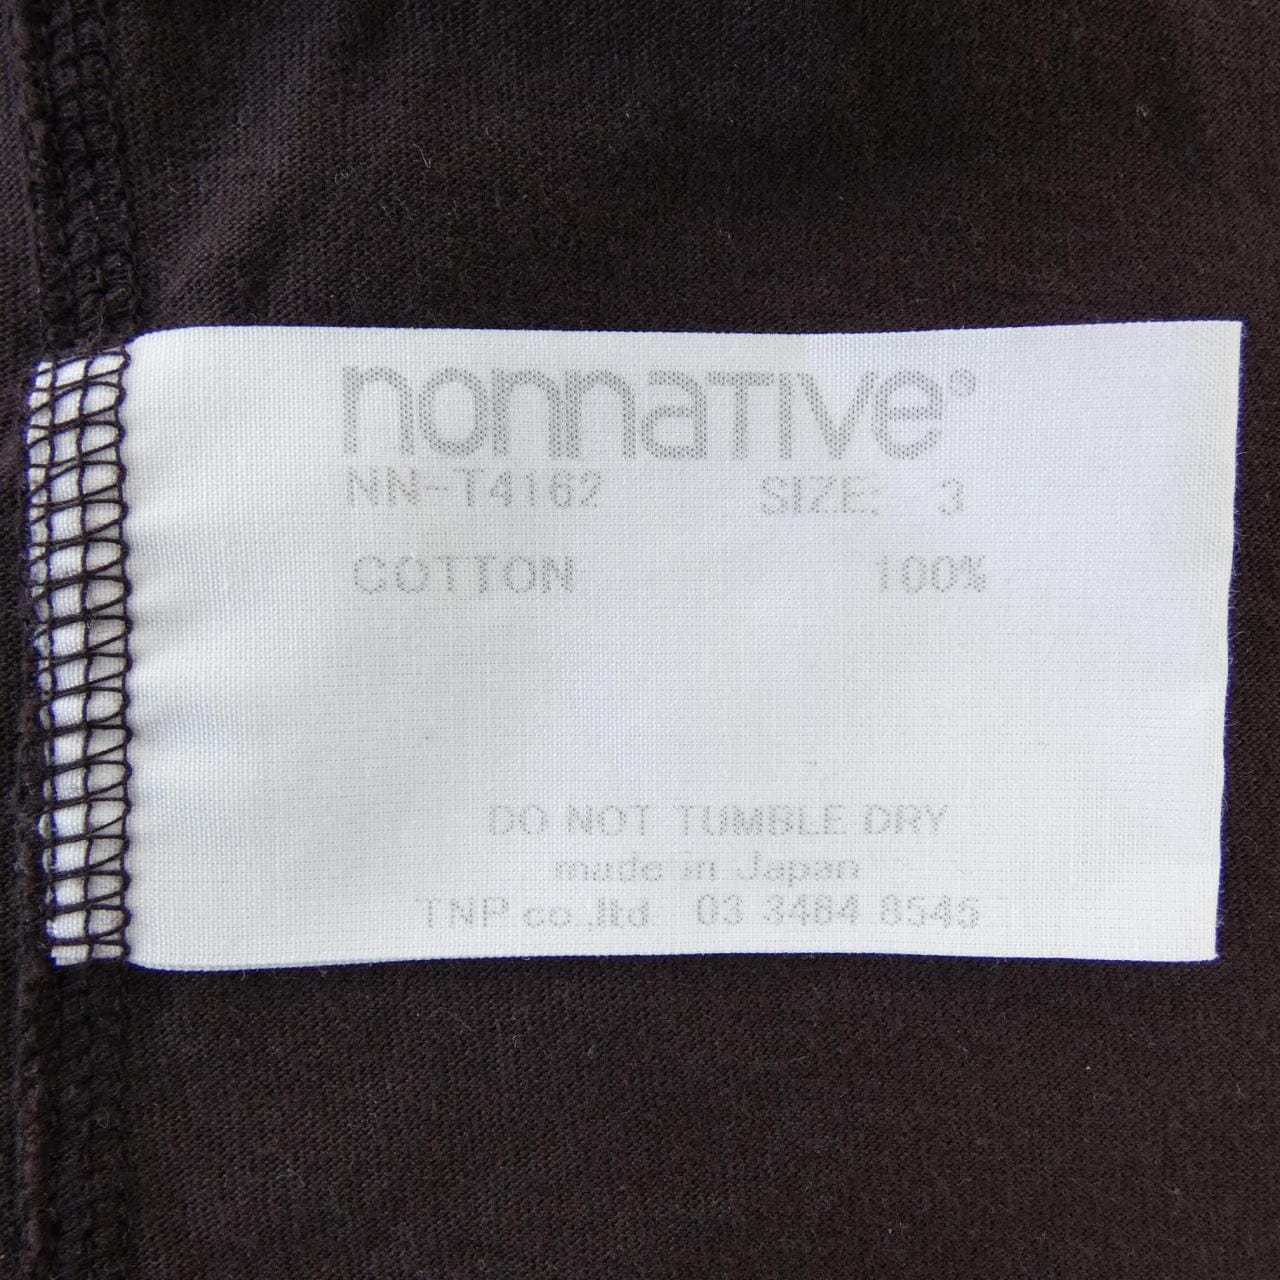 nonnaTIve®
NN-T4162 SIZE: 3
COTTON 100%
DO NOT TUMBLE DRY
made in Japan
TNP co.,ltd 03 3464 8545